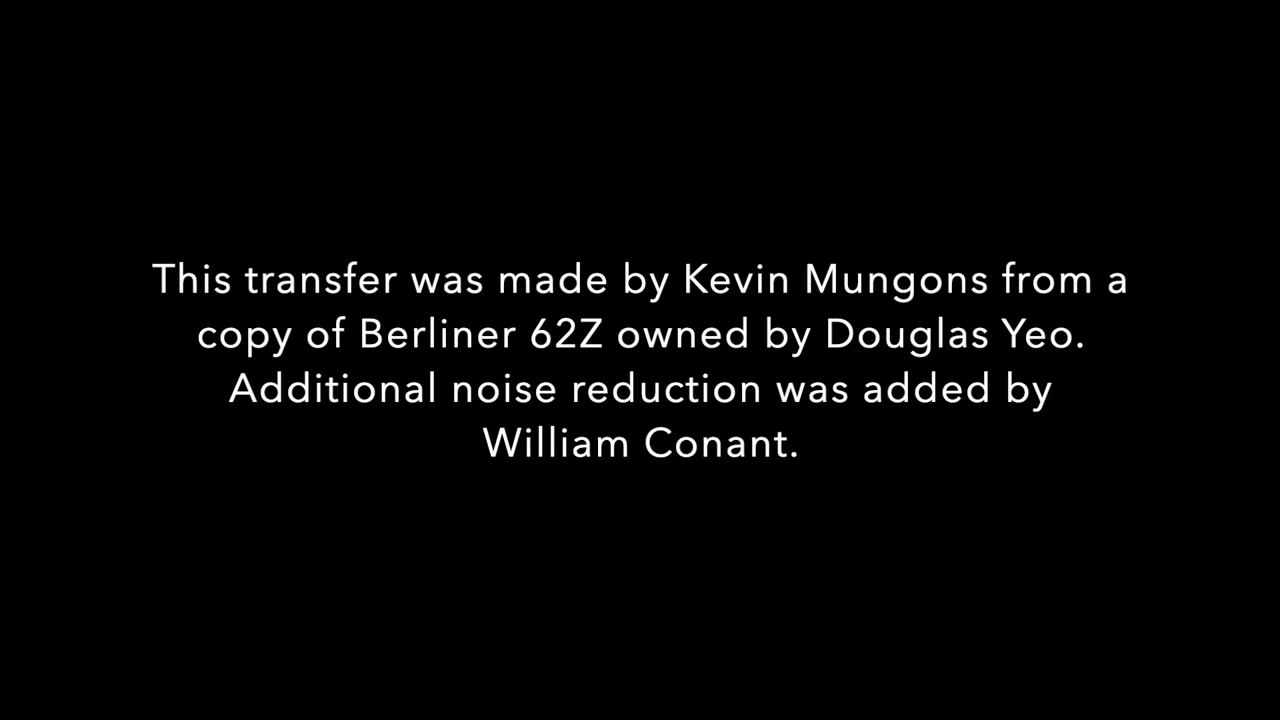 This transfer was made by Kevin Mungons from a
copy of Berliner 62Z owned by Douglas Yeo.
Additional noise reduction was added by
William Conant.